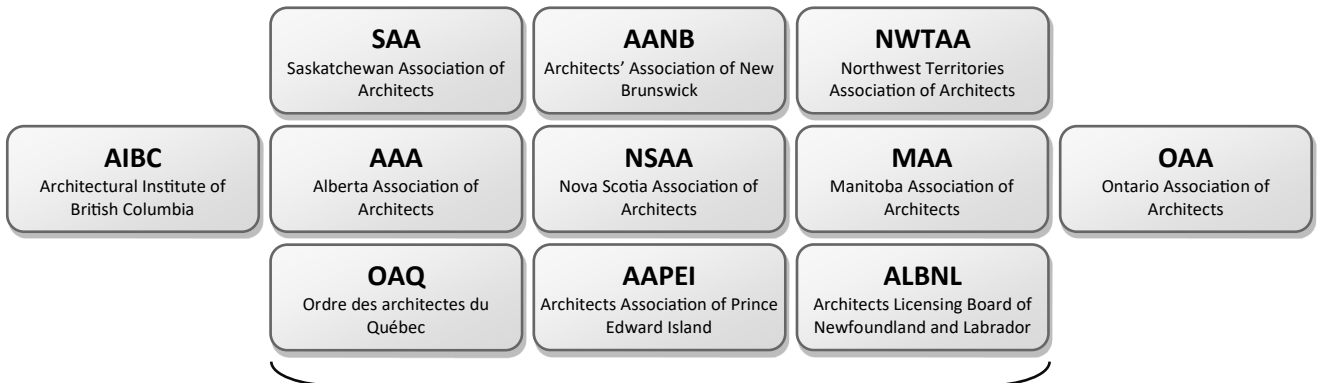 SAA
Saskatchewan Association of
Architects
AANB
Architects’ Association of New
Brunswick
NWTAA
Northwest Territories
Association of Architects
AIBC
Architectural Institute of
British Columbia
AAA
Alberta Association of
Architects
NSAA
Nova Scotia Association of
Architects
MAA
Manitoba Association of
Architects
OAA
Ontario Association of
Architects
OAQ
Ordre des architectes du
Québec
AAPEI
Architects Association of Prince
Edward Island
ALBNL
Architects Licensing Board of
Newfoundland and Labrador